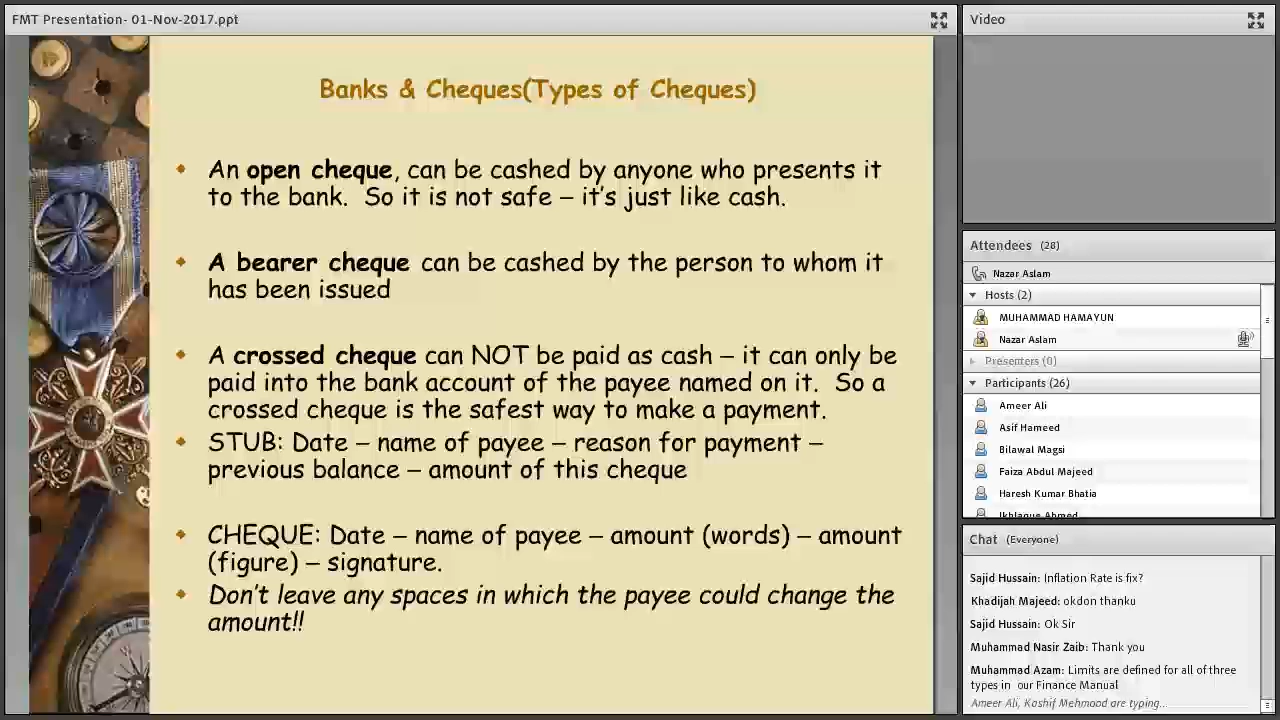 FMT Presentation- 01-Nov-2017.ppt
Banks & Cheques(Types of Cheques)
An open cheque, can be cashed by anyone who presents it
to the bank. So it is not safe – it's just like cash.
A bearer cheque can be cashed by the person to whom it
has been issued
A crossed cheque can NOT be paid as cash – it can only be
paid into the bank account of the payee named on it. So a
crossed cheque is the safest way to make a payment.
STUB: Date – name of payee – reason for payment –
previous balance – amount of this cheque
CHEQUE: Date – name of payee – amount (words) – amount
(figure) – signature.
Don't leave any spaces in which the payee could change the
amount!!
Video
Attendees (28)
Nazar Aslam
Hosts (2)
MUHAMMAD HAMAYUN
Nazar Aslam
Presenters (0)
Participants (26)
Ameer Ali
Asif Hameed
Bilawal Magsi
Faiza Abdul Majeed
Haresh Kumar Bhatia
Ikhlaque Ahmed
Chat (Everyone)
Sajid Hussain: Inflation Rate is fix?
Khadijah Majeed: okdon thanku
Sajid Hussain: Ok Sir
Muhammad Nasir Zaib: Thank you
Muhammad Azam: Limits are defined for all of three
types in our Finance Manual
Ameer Ali, Kashif Mehmood are typing...